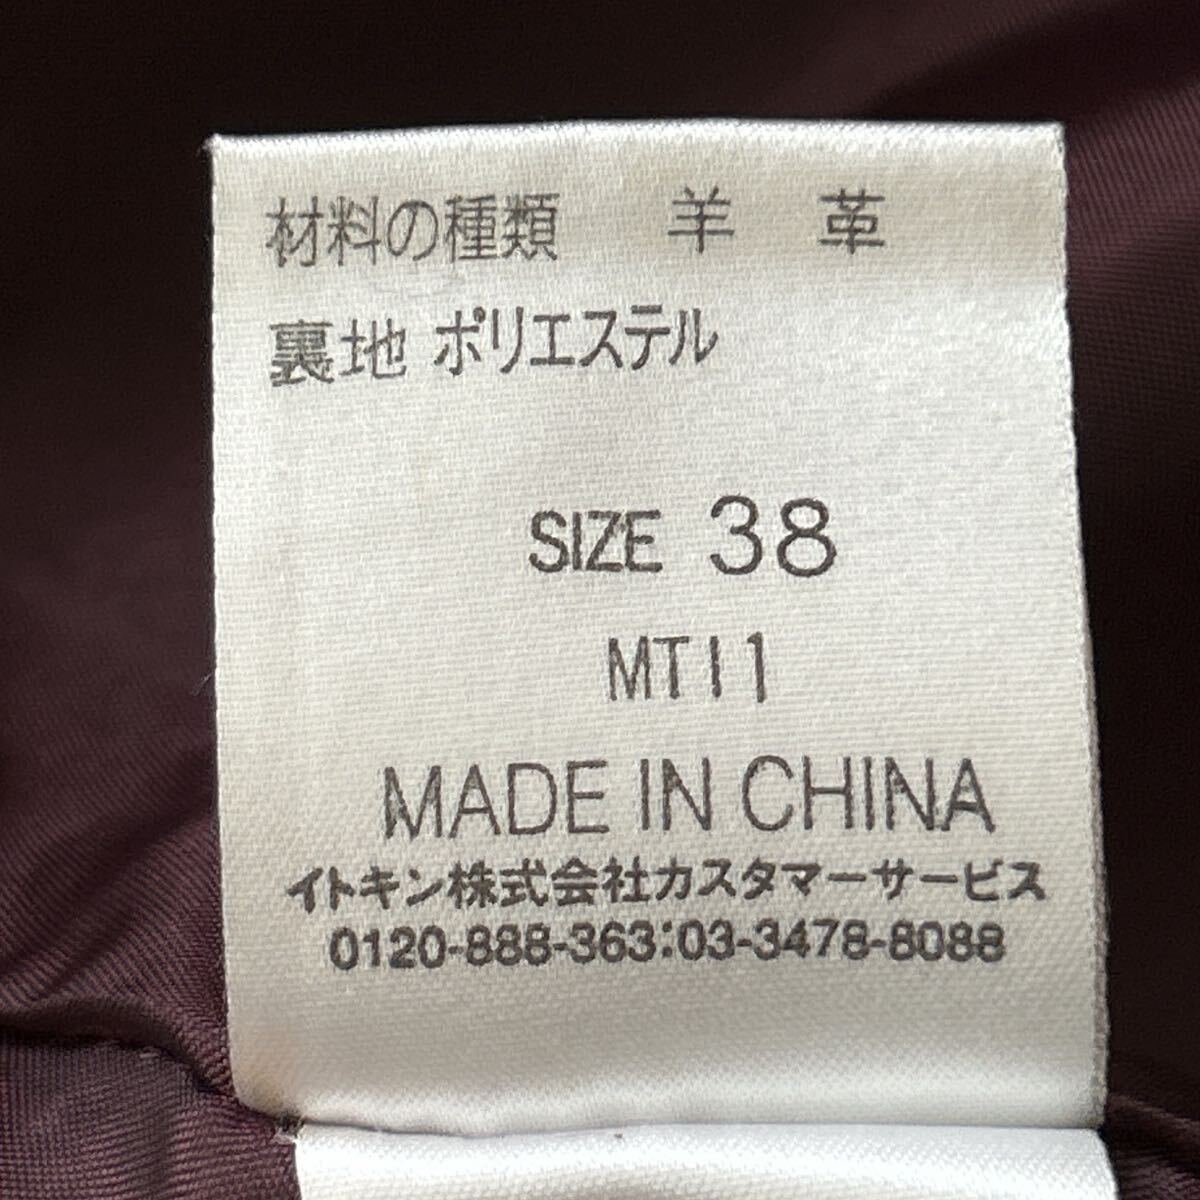 材料の種類 羊 革
裏地 ポリエステル
SIZE 38
MTI1
MADE IN CHINA
イトキン株式会社カスタマーサービス
0120-888-363:03-3478-8088